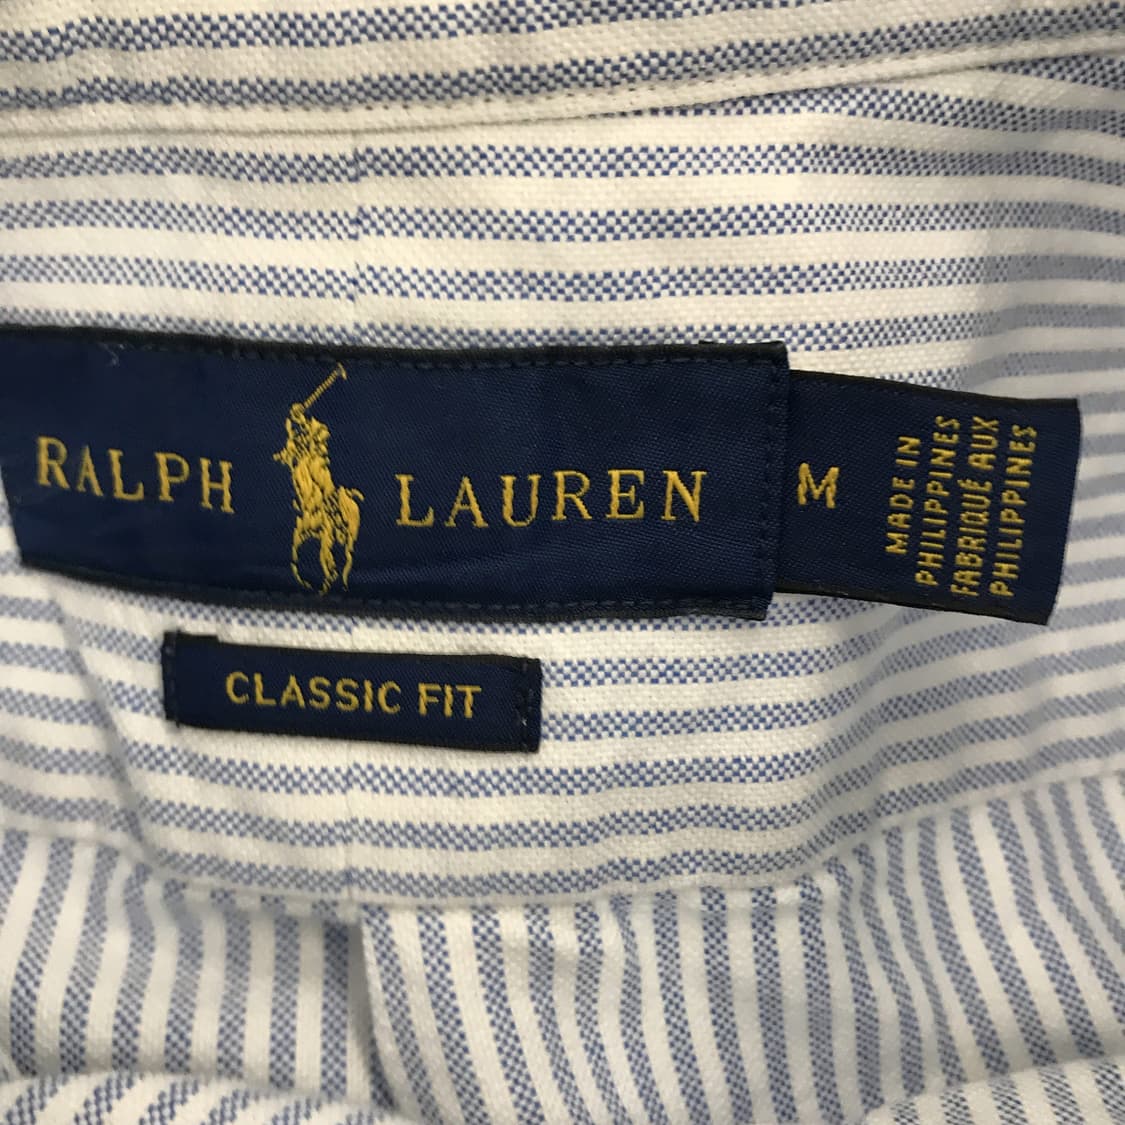 RALPH LAUREN
M
MADE IN
PHILIPPINES
FABRIQUÉ AUX
PHILIPPINES
CLASSIC FIT